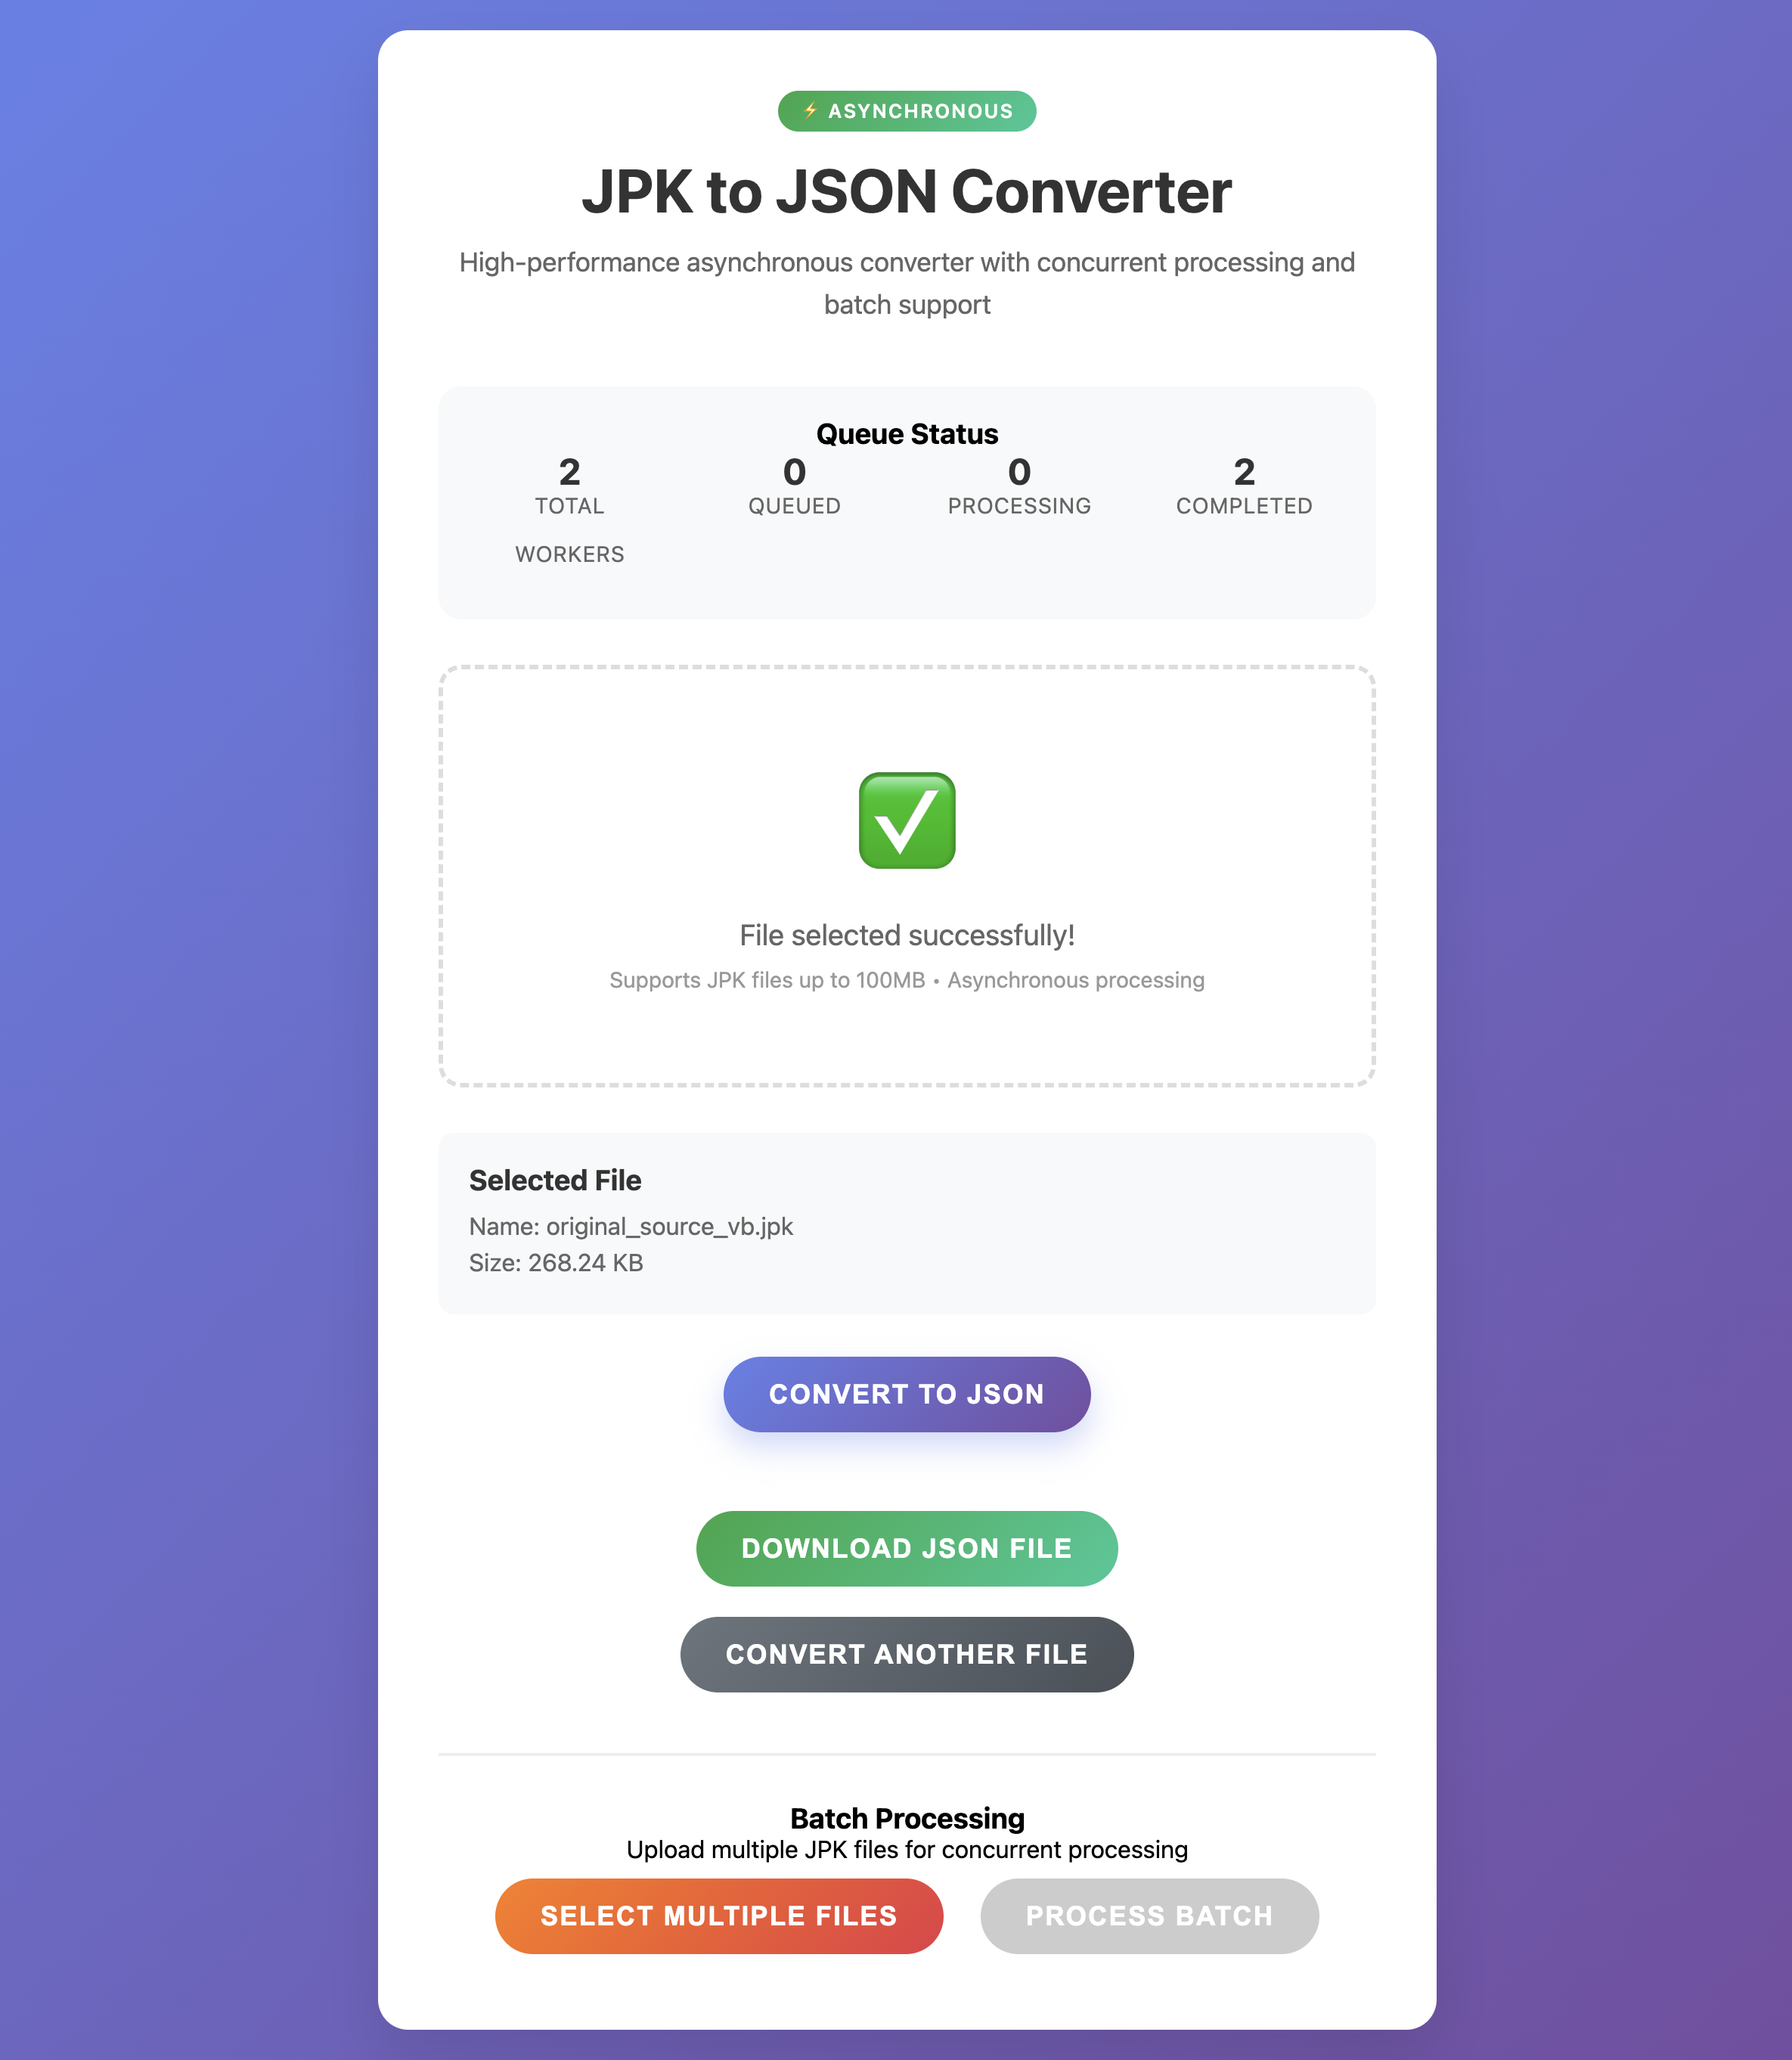 ⚡ ASYNCHRONOUS
JPK to JSON Converter
High-performance asynchronous converter with concurrent processing and
batch support
Queue Status
2 0 0 2
TOTAL QUEUED PROCESSING COMPLETED
WORKERS
File selected successfully!
Supports JPK files up to 100MB • Asynchronous processing
Selected File
Name: original_source_vb.jpk
Size: 268.24 KB
CONVERT TO JSON
DOWNLOAD JSON FILE
CONVERT ANOTHER FILE
Batch Processing
Upload multiple JPK files for concurrent processing
SELECT MULTIPLE FILES PROCESS BATCH